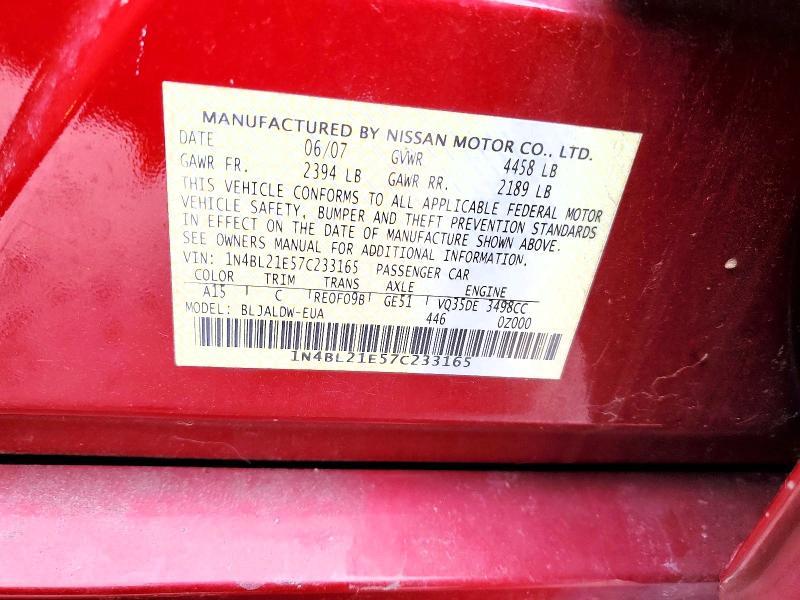 MANUFACTURED BY NISSAN MOTOR CO., LTD.
DATE 06/07 GVWR 4458 LB
GAWR FR. 2394 LB GAWR RR. 2189 LB
THIS VEHICLE CONFORMS TO ALL APPLICABLE FEDERAL MOTOR
VEHICLE SAFETY, BUMPER AND THEFT PREVENTION STANDARDS
IN EFFECT ON THE DATE OF MANUFACTURE SHOWN ABOVE.
SEE OWNERS MANUAL FOR ADDITIONAL INFORMATION.
VIN: 1N4BL21E57C233165 PASSENGER CAR
COLOR TRIM TRANS AXLE ENGINE
A15 C RE0F09B GE51 VQ35DE 3498CC
MODEL: BLJALDW-EUA 446 0Z000
1N4BL21E57C233165